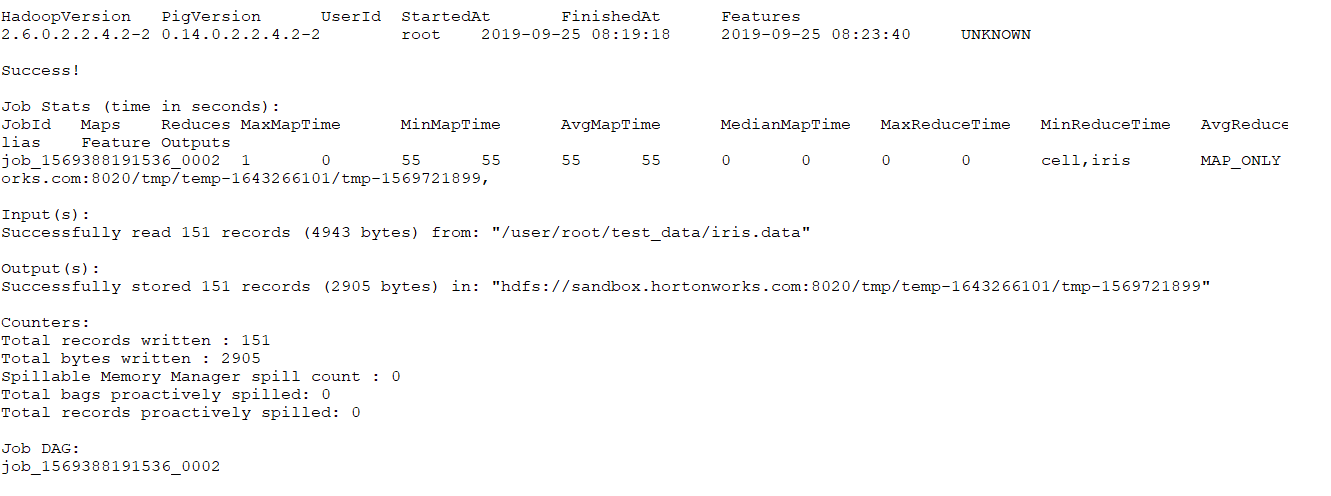 HadoopVersion   PigVersion      UserId  StartedAt       FinishedAt      Features
2.6.0.2.2.4.2-2 0.14.0.2.2.4.2-2        root    2019-09-25 08:19:18     2019-09-25 08:23:40     UNKNOWN
Success!
Job Stats (time in seconds):
JobId   Maps    Reduces MaxMapTime      MinMapTime      AvgMapTime      MedianMapTime   MaxReduceTime   MinReduceTime   AvgReduce
lias    Feature Outputs
job_1569388191536_0002  1       0       55      55      55      55      0       0       0       0       cell,iris       MAP_ONLY
orks.com:8020/tmp/temp-1643266101/tmp-1569721899,
Input(s):
Successfully read 151 records (4943 bytes) from: "/user/root/test_data/iris.data"
Output(s):
Successfully stored 151 records (2905 bytes) in: "hdfs://sandbox.hortonworks.com:8020/tmp/temp-1643266101/tmp-1569721899"
Counters:
Total records written : 151
Total bytes written : 2905
Spillable Memory Manager spill count : 0
Total bags proactively spilled: 0
Total records proactively spilled: 0
Job DAG:
job_1569388191536_0002